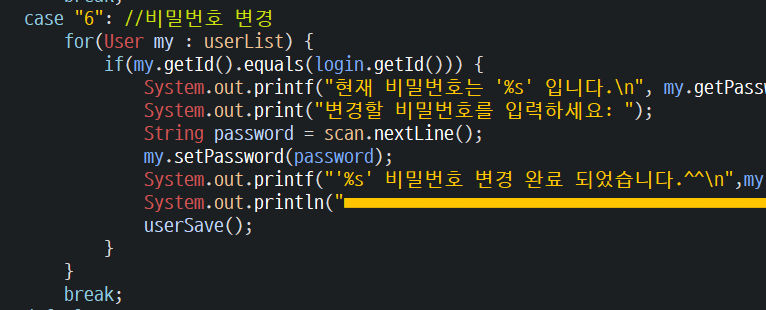 case "6": //비밀번호 변경
for(User my : userList) {
if(my.getId().equals(login.getId())) {
System.out.printf("현재 비밀번호는 '%s' 입니다.\n", my.getPassw
System.out.print("변경할 비밀번호를 입력하세요: ");
String password = scan.nextLine();
my.setPassword(password);
System.out.printf("'%s' 비밀번호 변경 완료 되었습니다.^^\n",my
System.out.println("■■■■■■■■■■■■■■■■■■■■■■■■■■■■■■■■■■■
userSave();
}
}
break;